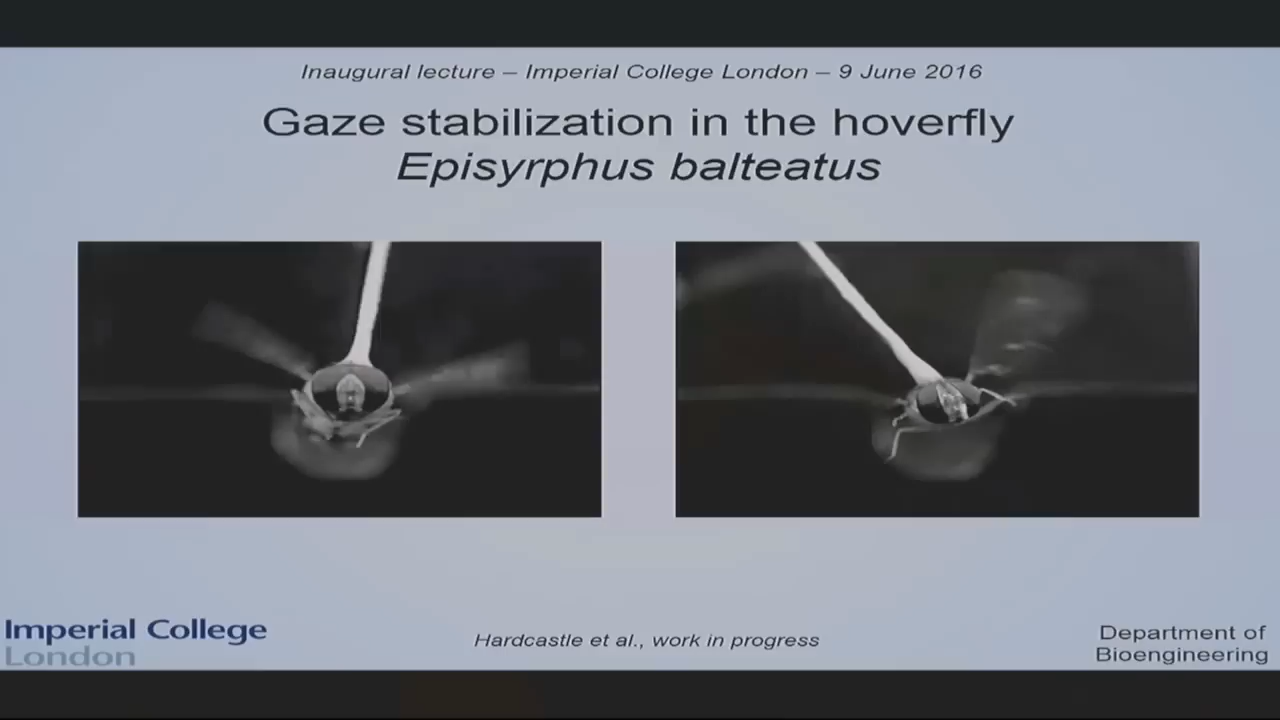 Inaugural lecture – Imperial College London – 9 June 2016
Gaze stabilization in the hoverfly
Episyrphus balteatus
Imperial College
London
Hardcastle et al., work in progress
Department of
Bioengineering